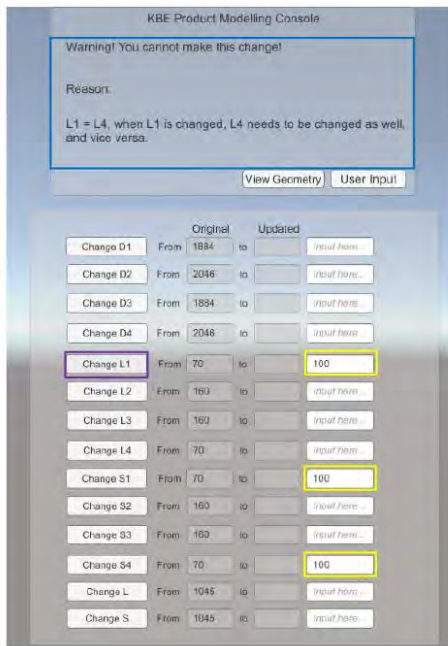 KBE Product Modelling Console
Warning! You cannot make this change!
Reason:
L1 = L4, when L1 is changed, L4 needs to be changed as well,
and vice versa.
View Geometry User Input
Original Updated
Change D1 From 1884 to Input here...
Change D2 From 2046 to Input here...
Change D3 From 1884 to Input here...
Change D4 From 2046 to Input here...
Change L1 From 70 to 100
Change L2 From 160 to Input here...
Change L3 From 160 to Input here...
Change L4 From 70 to Input here...
Change S1 From 70 to 100
Change S2 From 160 to Input here...
Change S3 From 160 to Input here...
Change S4 From 70 to 100
Change L From 1045 to Input here...
Change S From 1045 to Input here...